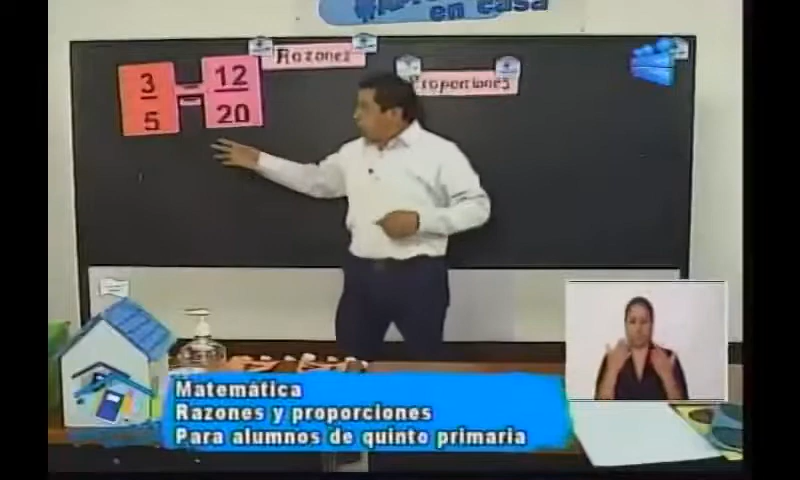 en casa
Razones
Proporciones
3
5
=
12
20
Matemática
Razones y proporciones
Para alumnos de quinto primaria